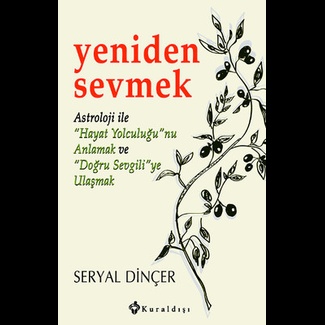 yeniden
sevmek
Astroloji ile
"Hayat Yolculuğu"nu
Anlamak ve
"Doğru Sevgili"ye
Ulaşmak
SERYAL DİNÇER
Kuraldışı